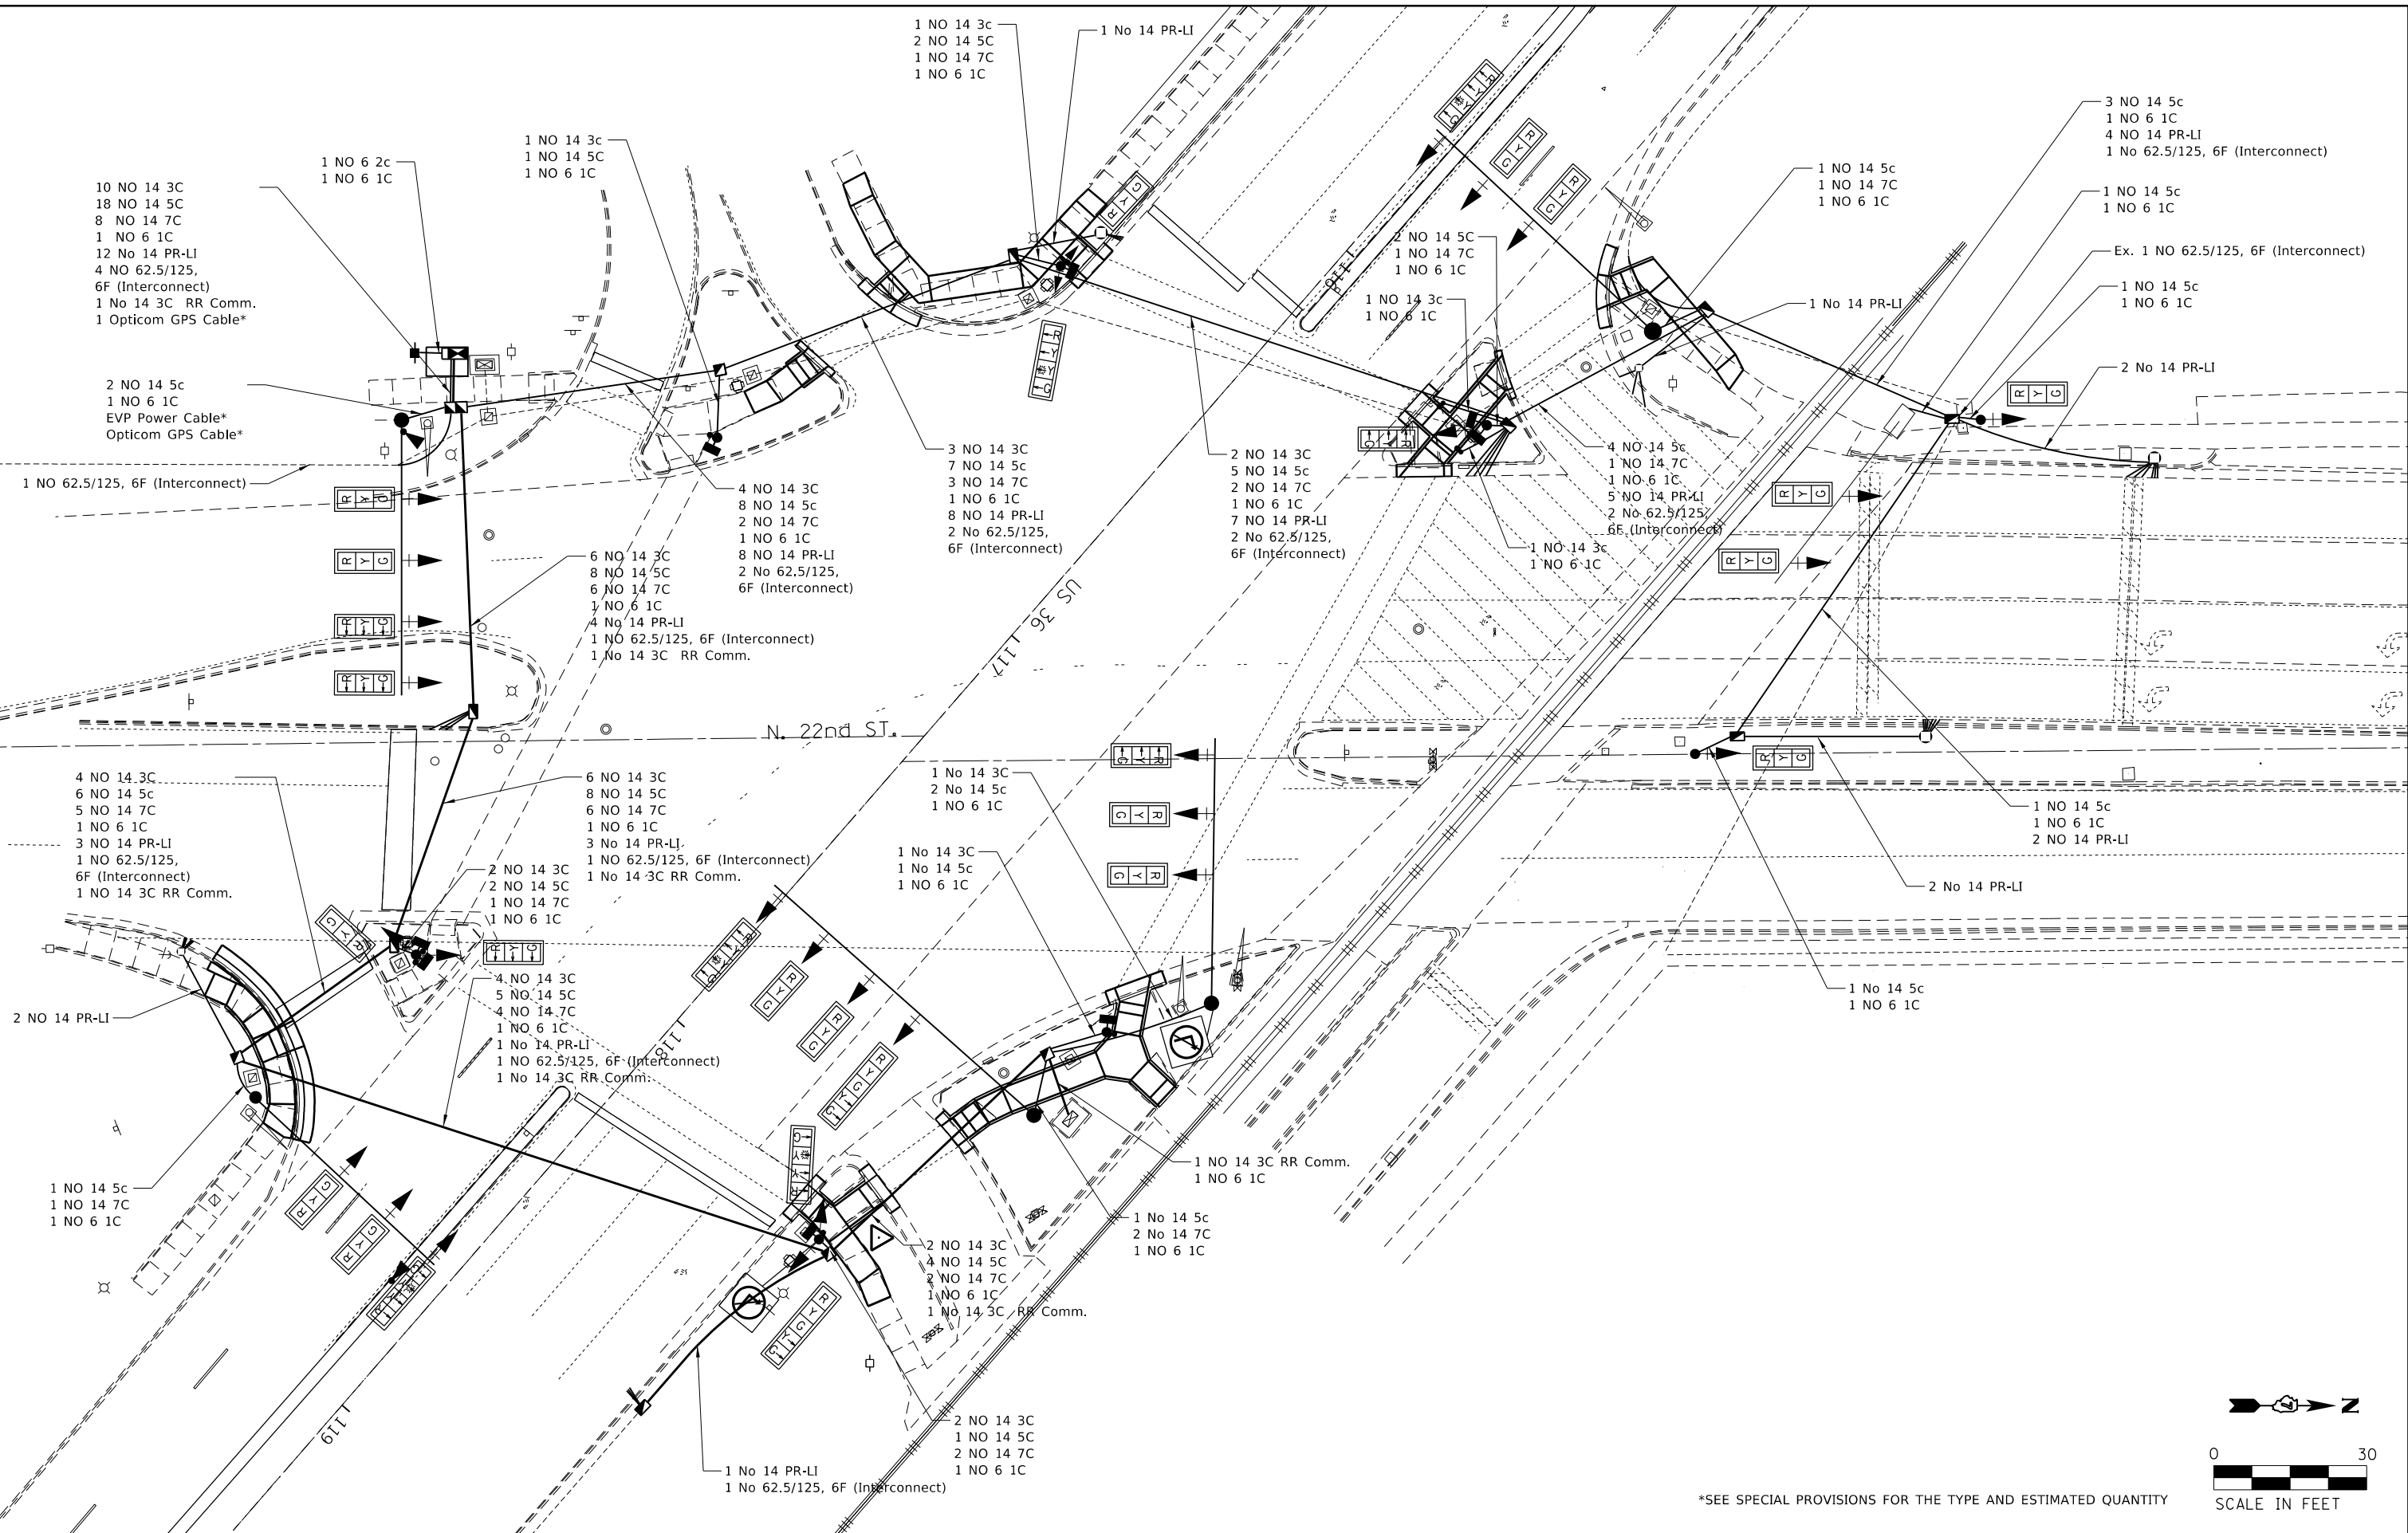 1 NO 14 3c
2 NO 14 5C
1 NO 14 7C
1 NO 6 1C
1 No 14 PR-LI
3 NO 14 5c
1 NO 6 1C
4 NO 14 PR-LI
1 No 62.5/125, 6F (Interconnect)
1 NO 14 3c
1 NO 14 5C
1 NO 6 1C
1 NO 6 2c
1 NO 6 1C
10 NO 14 3C
18 NO 14 5C
8 NO 14 7C
1 NO 6 1C
12 No 14 PR-LI
4 NO 62.5/125,
6F (Interconnect)
1 No 14 3C RR Comm.
1 Opticom GPS Cable*
1 NO 14 5c
1 NO 14 7C
1 NO 6 1C
1 NO 14 5c
1 NO 6 1C
Ex. 1 NO 62.5/125, 6F (Interconnect)
1 NO 14 5c
1 NO 6 1C
2 NO 14 5C
1 NO 14 7C
1 NO 6 1C
1 NO 14 3c
1 NO 6 1C
1 No 14 PR-LI
2 No 14 PR-LI
2 NO 14 5c
1 NO 6 1C
EVP Power Cable*
Opticom GPS Cable*
1 NO 62.5/125, 6F (Interconnect)
4 NO 14 3C
8 NO 14 5c
2 NO 14 7C
1 NO 6 1C
8 NO 14 PR-LI
2 No 62.5/125,
6F (Interconnect)
3 NO 14 3C
7 NO 14 5c
3 NO 14 7C
1 NO 6 1C
8 NO 14 PR-LI
2 No 62.5/125,
6F (Interconnect)
2 NO 14 3C
5 NO 14 5c
2 NO 14 7C
1 NO 6 1C
7 NO 14 PR-LI
2 No 62.5/125,
6F (Interconnect)
4 NO 14 5c
1 NO 14 7C
1 NO 6 1C
5 NO 14 PR-LI
2 No 62.5/125,
6F (Interconnect)
1 NO 14 3c
1 NO 6 1C
6 NO 14 3C
8 NO 14 5C
6 NO 14 7C
1 NO 6 1C
4 No 14 PR-LI
1 NO 62.5/125, 6F (Interconnect)
1 No 14 3C RR Comm.
116
US 36
117
N. 22nd ST.
4 NO 14 3C
6 NO 14 5c
5 NO 14 7C
1 NO 6 1C
3 NO 14 PR-LI
1 NO 62.5/125,
6F (Interconnect)
1 NO 14 3C RR Comm.
6 NO 14 3C
8 NO 14 5C
6 NO 14 7C
1 NO 6 1C
3 No 14 PR-LI
1 NO 62.5/125, 6F (Interconnect)
1 No 14 3C RR Comm.
1 No 14 3C
2 No 14 5c
1 NO 6 1C
1 No 14 3C
1 No 14 5c
1 NO 6 1C
1 NO 14 5c
1 NO 6 1C
2 NO 14 PR-LI
2 No 14 PR-LI
2 NO 14 3C
2 NO 14 5C
1 NO 14 7C
1 NO 6 1C
1 No 14 5c
1 NO 6 1C
2 NO 14 PR-LI
4 NO 14 3C
5 NO 14 5C
4 NO 14 7C
1 NO 6 1C
1 No 14 PR-LI
1 NO 62.5/125, 6F (Interconnect)
1 No 14 3C RR Comm.
118
1 NO 14 5c
1 NO 14 7C
1 NO 6 1C
1 NO 14 3C RR Comm.
1 NO 6 1C
1 No 14 5c
2 No 14 7C
1 NO 6 1C
2 NO 14 3C
4 NO 14 5C
2 NO 14 7C
1 NO 6 1C
1 No 14 3C RR Comm.
119
2 NO 14 3C
1 NO 14 5C
2 NO 14 7C
1 NO 6 1C
1 No 14 PR-LI
1 No 62.5/125, 6F (Interconnect)
N
0 30
SCALE IN FEET
*SEE SPECIAL PROVISIONS FOR THE TYPE AND ESTIMATED QUANTITY